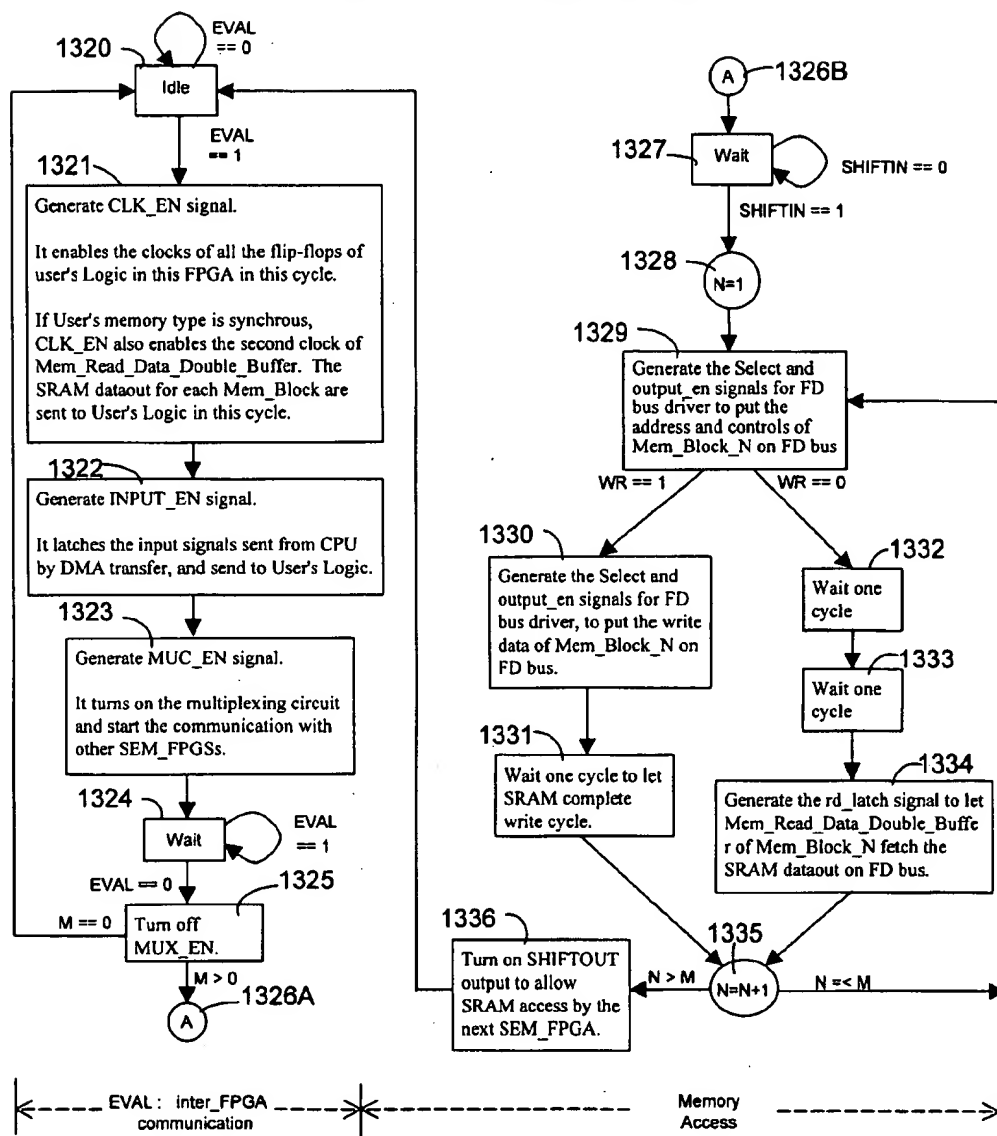 1320
EVAL
== 0
Idle
EVAL
== 1
1321
Generate CLK_EN signal.
It enables the clocks of all the flip-flops of
user's Logic in this FPGA in this cycle.
If User's memory type is synchrous,
CLK_EN also enables the second clock of
Mem_Read_Data_Double_Buffer. The
SRAM dataout for each Mem_Block are
sent to User's Logic in this cycle.
1322
Generate INPUT_EN signal.
It latches the input signals sent from CPU
by DMA transfer, and send to User's Logic.
1323
Generate MUC_EN signal.
It turns on the multiplexing circuit
and start the communication with
other SEM_FPGSs.
1324
Wait
EVAL
== 1
EVAL == 0
1325
M == 0
Turn off
MUX_EN.
M > 0
A
1326A
A
1326B
1327
Wait
SHIFTIN == 0
SHIFTIN == 1
1328
N=1
1329
Generate the Select and
output_en signals for FD
bus driver to put the
address and controls of
Mem_Block_N on FD bus
WR == 1
WR == 0
1330
Generate the Select and
output_en signals for FD
bus driver, to put the write
data of Mem_Block_N on
FD bus.
1331
Wait one cycle to let
SRAM complete
write cycle.
1332
Wait one
cycle
1333
Wait one
cycle
1334
Generate the rd_latch signal to let
Mem_Read_Data_Double_Buffe
r of Mem_Block_N fetch the
SRAM dataout on FD bus.
1335
N=N+1
N > M
N =< M
1336
Turn on SHIFTOUT
output to allow
SRAM access by the
next SEM_FPGA.
EVAL : inter_FPGA
communication
Memory
Access